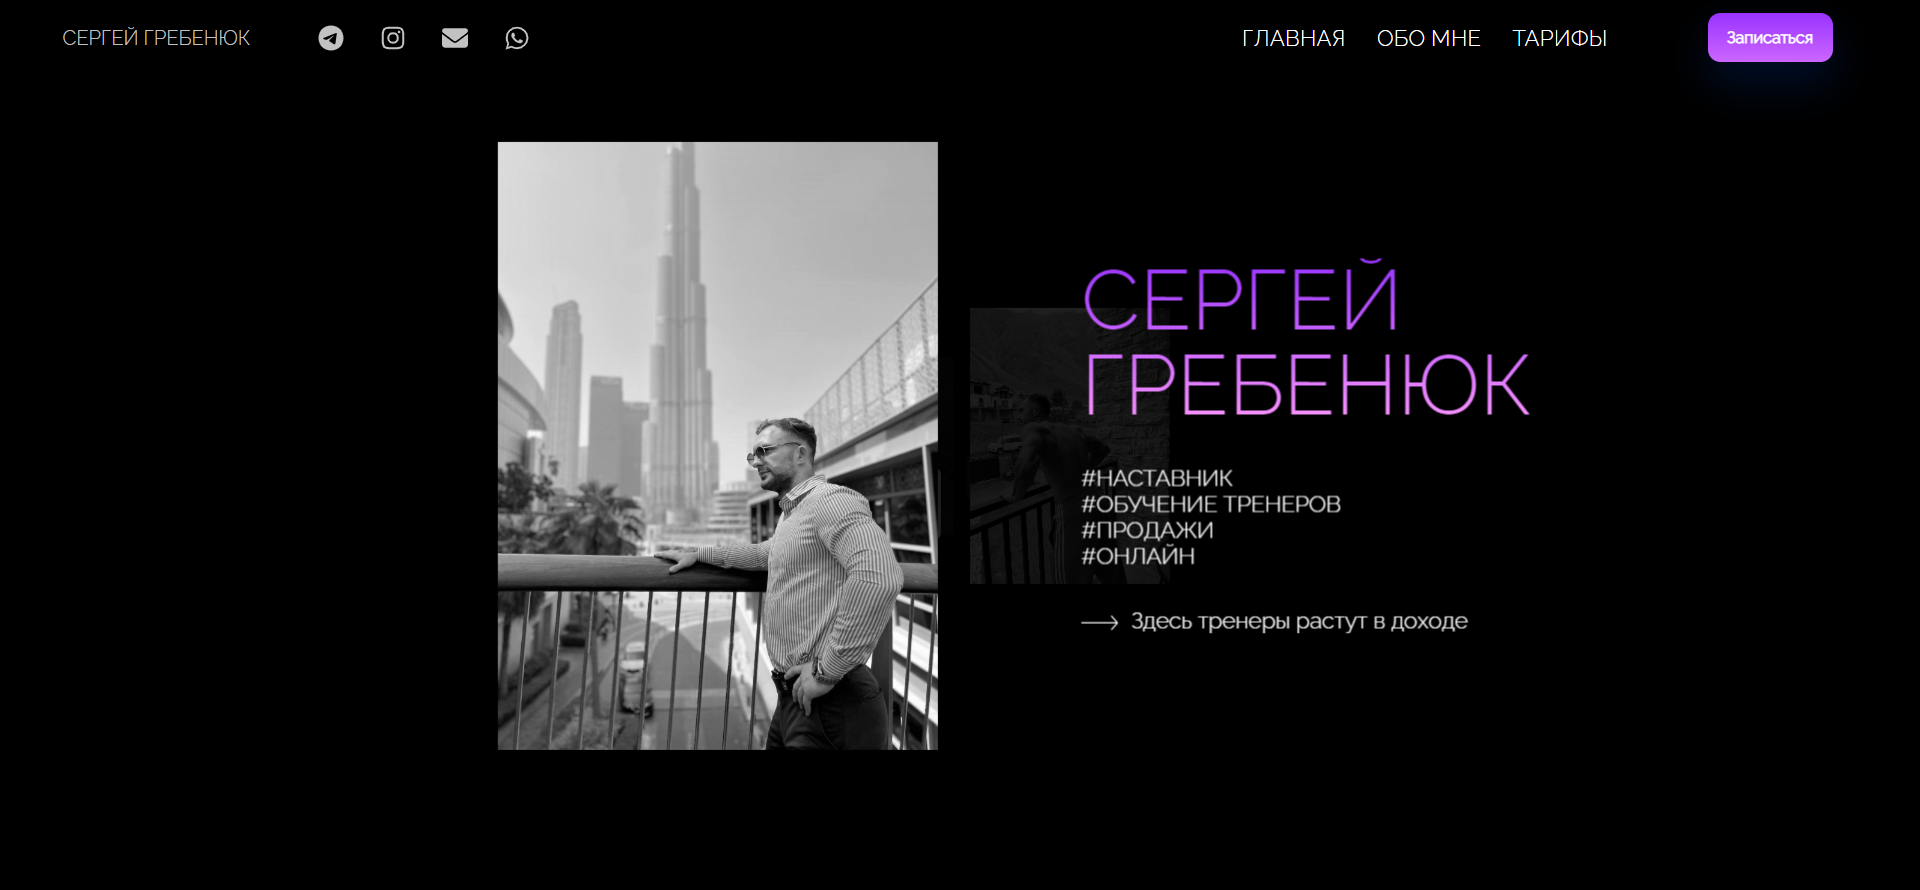 СЕРГЕЙ ГРЕБЕНЮК
ГЛАВНАЯ ОБО МНЕ ТАРИФЫ
Записаться
СЕРГЕЙ
ГРЕБЕНЮК
#НАСТАВНИК
#ОБУЧЕНИЕ ТРЕНЕРОВ
#ПРОДАЖИ
#ОНЛАЙН
Здесь тренеры растут в доходе